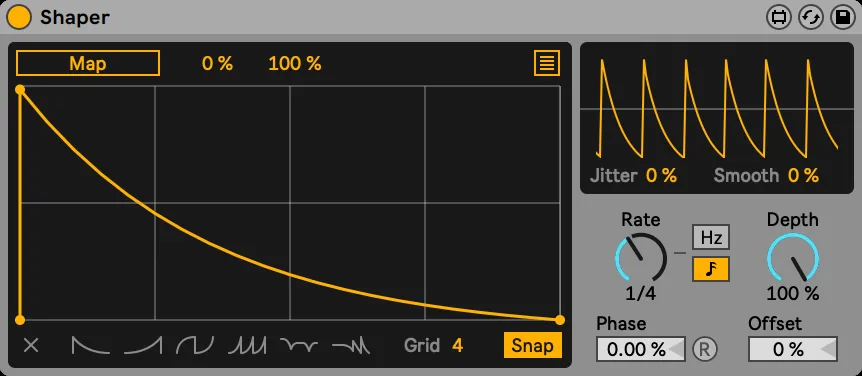 Shaper
Map 0 % 100 %
Jitter 0 % Smooth 0 %
Rate Depth
Hz
1/4 100 %
Phase Offset
0.00 % R 0 %
Grid 4 Snap